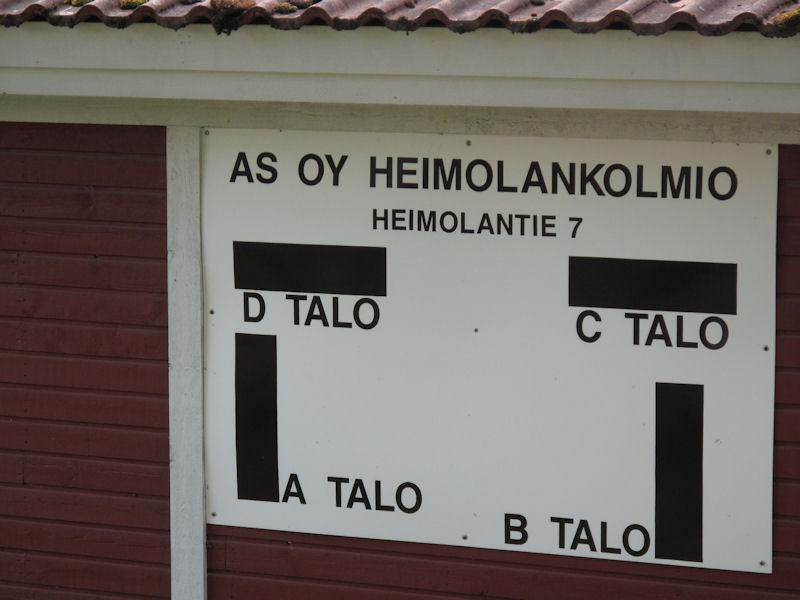 AS OY HEIMOLANKOLMIO
HEIMOLANTIE 7
D TALO
C TALO
A TALO
B TALO